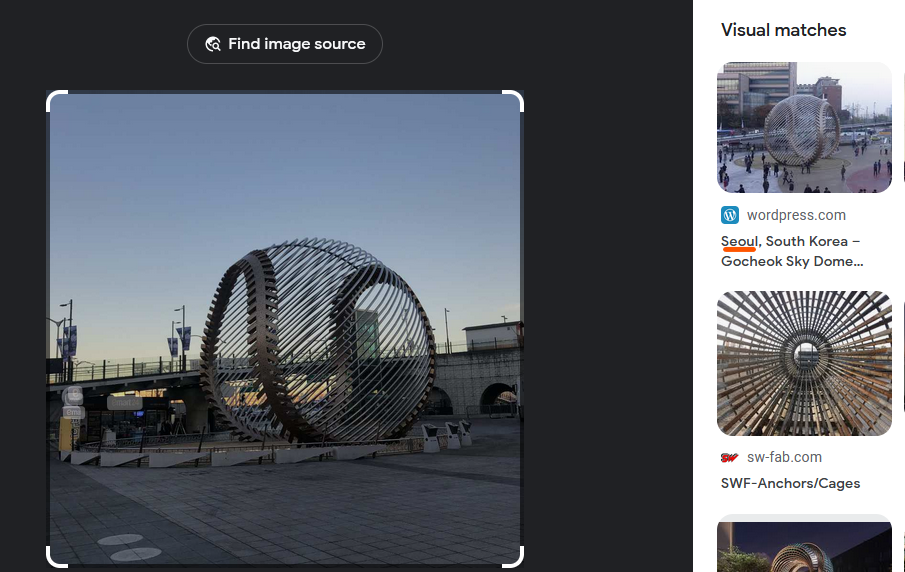 Find image source
Visual matches
wordpress.com
Seoul, South Korea –
Gocheok Sky Dome...
sw-fab.com
SWF-Anchors/Cages